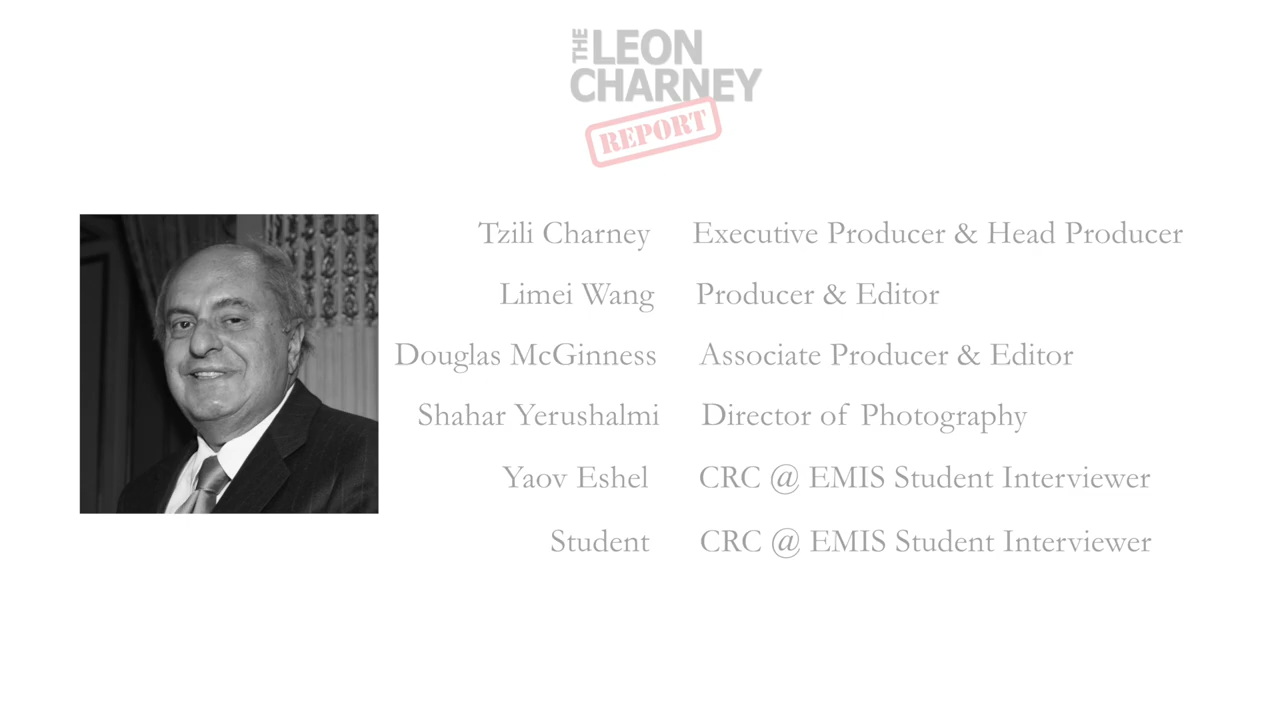 THE LEON
CHARNEY
REPORT
Tzili Charney Executive Producer & Head Producer
Limei Wang Producer & Editor
Douglas McGinness Associate Producer & Editor
Shahar Yerushalmi Director of Photography
Yaov Eshel CRC @ EMIS Student Interviewer
Student CRC @ EMIS Student Interviewer